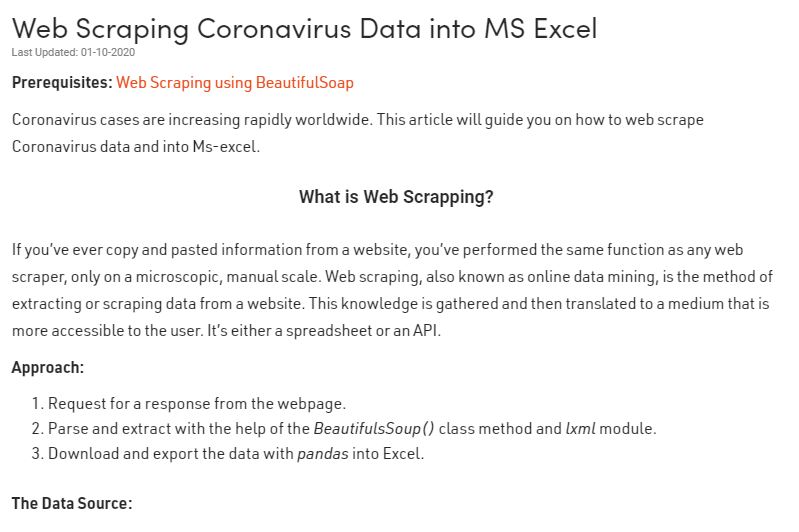 Web Scraping Coronavirus Data into MS Excel
Last Updated: 01-10-2020
Prerequisites: Web Scraping using BeautifulSoap
Coronavirus cases are increasing rapidly worldwide. This article will guide you on how to web scrape
Coronavirus data and into Ms-excel.
What is Web Scrapping?
If you’ve ever copy and pasted information from a website, you’ve performed the same function as any web
scraper, only on a microscopic, manual scale. Web scraping, also known as online data mining, is the method of
extracting or scraping data from a website. This knowledge is gathered and then translated to a medium that is
more accessible to the user. It’s either a spreadsheet or an API.
Approach:
1. Request for a response from the webpage.
2. Parse and extract with the help of the BeautifulsSoup() class method and lxml module.
3. Download and export the data with pandas into Excel.
The Data Source: